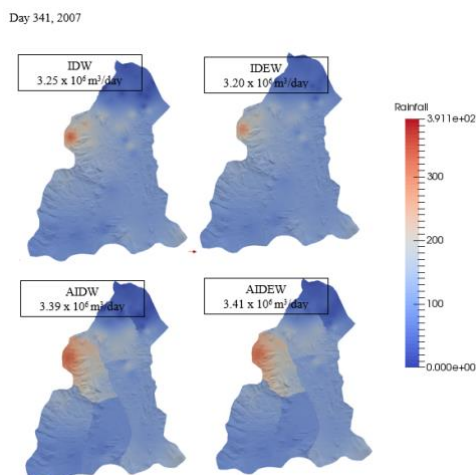 Day 341, 2007
IDW
3.25 x 10⁶ m³/day
IDEW
3.20 x 10⁶ m³/day
Rainfall
3.911e+02
300
200
100
0.000e+00
AIDW
3.39 x 10⁶ m³/day
AIDEW
3.41 x 10⁶ m³/day